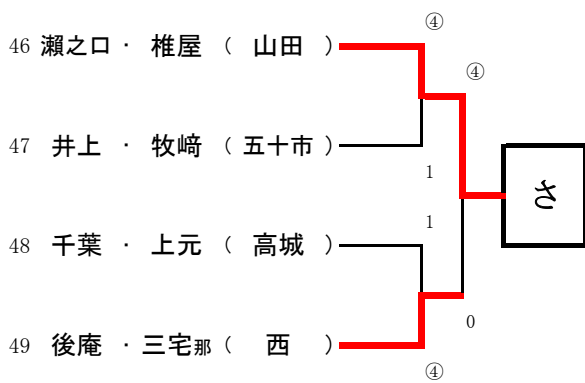 ④
46 瀬之口 ・ 椎屋 （ 山田 ）
④
47 井上 ・ 牧﨑 （ 五十市 ）
1
さ
1
48 千葉 ・ 上元 （ 高城 ）
0
49 後庵 ・ 三宅那 （ 西 ）
④